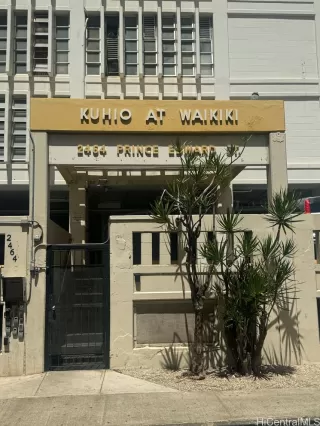 KUHIO AT WAIKIKI
2464 PRINCE EDWARD
2464
HiCentralMLS